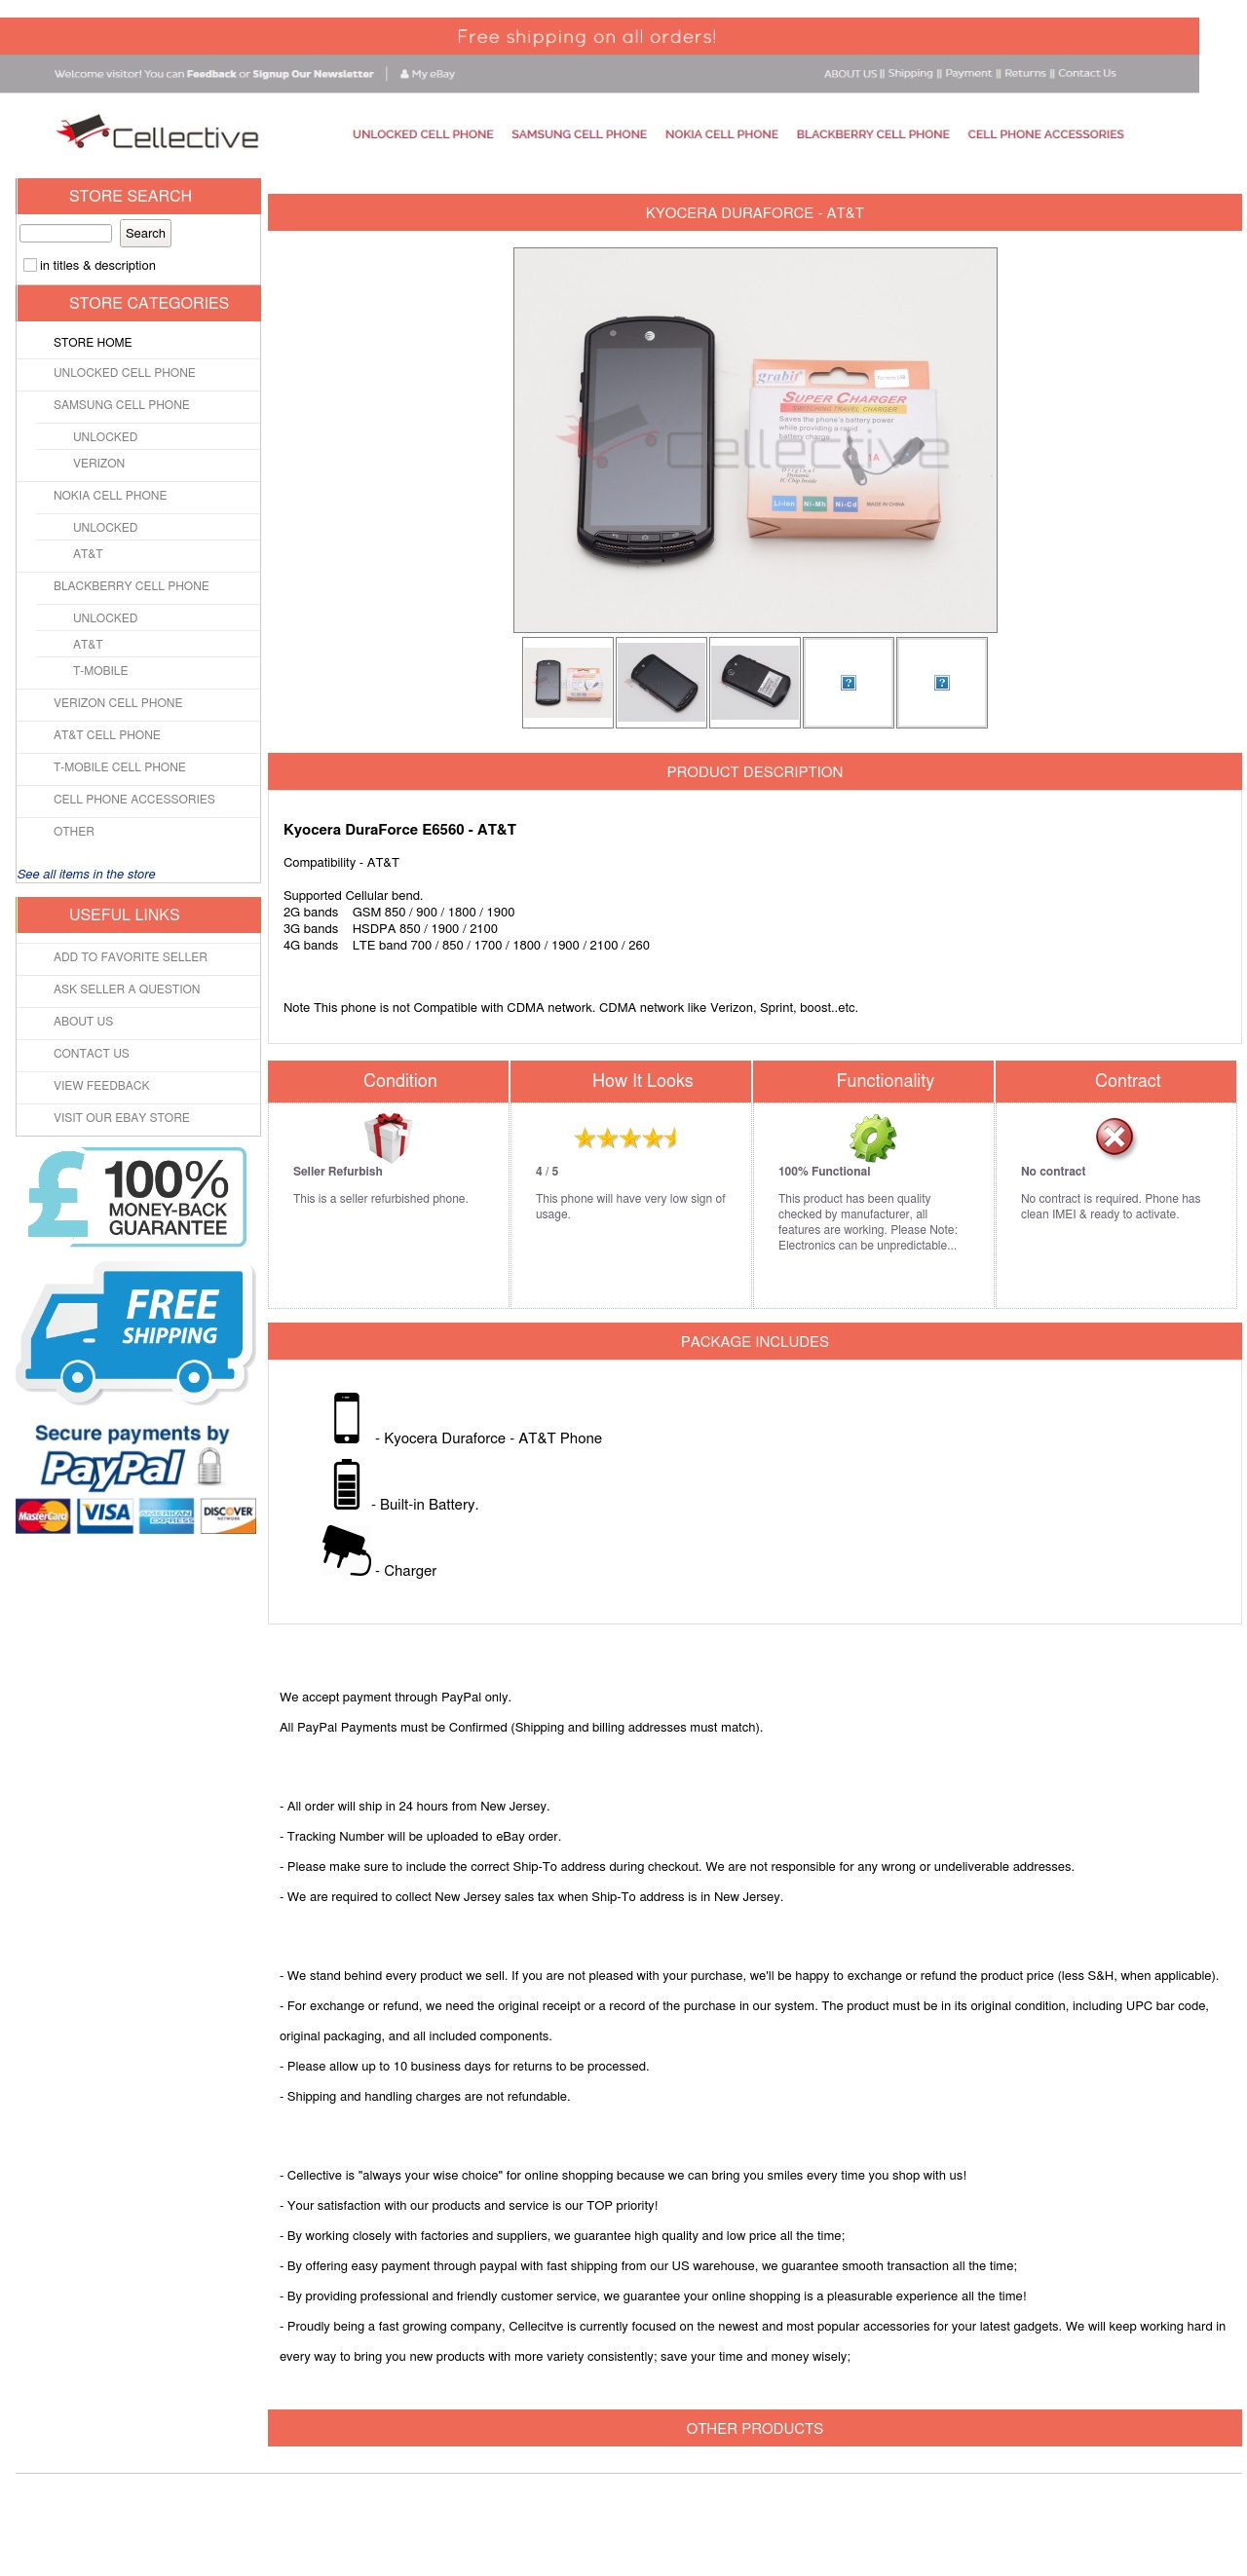 Free shipping on all orders!
Welcome visitor! You can Feedback or Signup Our Newsletter | My eBay
ABOUT US || Shipping || Payment || Returns || Contact Us
Cellective
UNLOCKED CELL PHONE SAMSUNG CELL PHONE NOKIA CELL PHONE BLACKBERRY CELL PHONE CELL PHONE ACCESSORIES
STORE SEARCH
Search
in titles & description
STORE CATEGORIES
STORE HOME
UNLOCKED CELL PHONE
SAMSUNG CELL PHONE
UNLOCKED
VERIZON
NOKIA CELL PHONE
UNLOCKED
AT&T
BLACKBERRY CELL PHONE
UNLOCKED
AT&T
T-MOBILE
VERIZON CELL PHONE
AT&T CELL PHONE
T-MOBILE CELL PHONE
CELL PHONE ACCESSORIES
OTHER
See all items in the store
USEFUL LINKS
ADD TO FAVORITE SELLER
ASK SELLER A QUESTION
ABOUT US
CONTACT US
VIEW FEEDBACK
VISIT OUR EBAY STORE
£ 100%
MONEY-BACK
GUARANTEE
FREE
SHIPPING
Secure payments by
PayPal
MasterCard VISA AMERICAN EXPRESS DISCOVER NETWORK
KYOCERA DURAFORCE - AT&T
grabit
SUPER CHARGER
SWITCHING TRAVEL CHARGER
Saves the phone's battery power
while providing a rapid
battery charge
Cellective
1A
Original
Dynamic
IC Chip Inside
Li-Ion Ni-Mh Ni-Cd MADE IN CHINA
PRODUCT DESCRIPTION
Kyocera DuraForce E6560 - AT&T
Compatibility - AT&T
Supported Cellular bend.
2G bands GSM 850 / 900 / 1800 / 1900
3G bands HSDPA 850 / 1900 / 2100
4G bands LTE band 700 / 850 / 1700 / 1800 / 1900 / 2100 / 260
Note This phone is not Compatible with CDMA network. CDMA network like Verizon, Sprint, boost..etc.
Condition
Seller Refurbish
This is a seller refurbished phone.
How It Looks
4 / 5
This phone will have very low sign of
usage.
Functionality
100% Functional
This product has been quality
checked by manufacturer, all
features are working. Please Note:
Electronics can be unpredictable...
Contract
No contract
No contract is required. Phone has
clean IMEI & ready to activate.
PACKAGE INCLUDES
- Kyocera Duraforce - AT&T Phone
- Built-in Battery.
- Charger
We accept payment through PayPal only.
All PayPal Payments must be Confirmed (Shipping and billing addresses must match).
- All order will ship in 24 hours from New Jersey.
- Tracking Number will be uploaded to eBay order.
- Please make sure to include the correct Ship-To address during checkout. We are not responsible for any wrong or undeliverable addresses.
- We are required to collect New Jersey sales tax when Ship-To address is in New Jersey.
- We stand behind every product we sell. If you are not pleased with your purchase, we'll be happy to exchange or refund the product price (less S&H, when applicable).
- For exchange or refund, we need the original receipt or a record of the purchase in our system. The product must be in its original condition, including UPC bar code,
original packaging, and all included components.
- Please allow up to 10 business days for returns to be processed.
- Shipping and handling charges are not refundable.
- Cellective is "always your wise choice" for online shopping because we can bring you smiles every time you shop with us!
- Your satisfaction with our products and service is our TOP priority!
- By working closely with factories and suppliers, we guarantee high quality and low price all the time;
- By offering easy payment through paypal with fast shipping from our US warehouse, we guarantee smooth transaction all the time;
- By providing professional and friendly customer service, we guarantee your online shopping is a pleasurable experience all the time!
- Proudly being a fast growing company, Cellecitve is currently focused on the newest and most popular accessories for your latest gadgets. We will keep working hard in
every way to bring you new products with more variety consistently; save your time and money wisely;
OTHER PRODUCTS